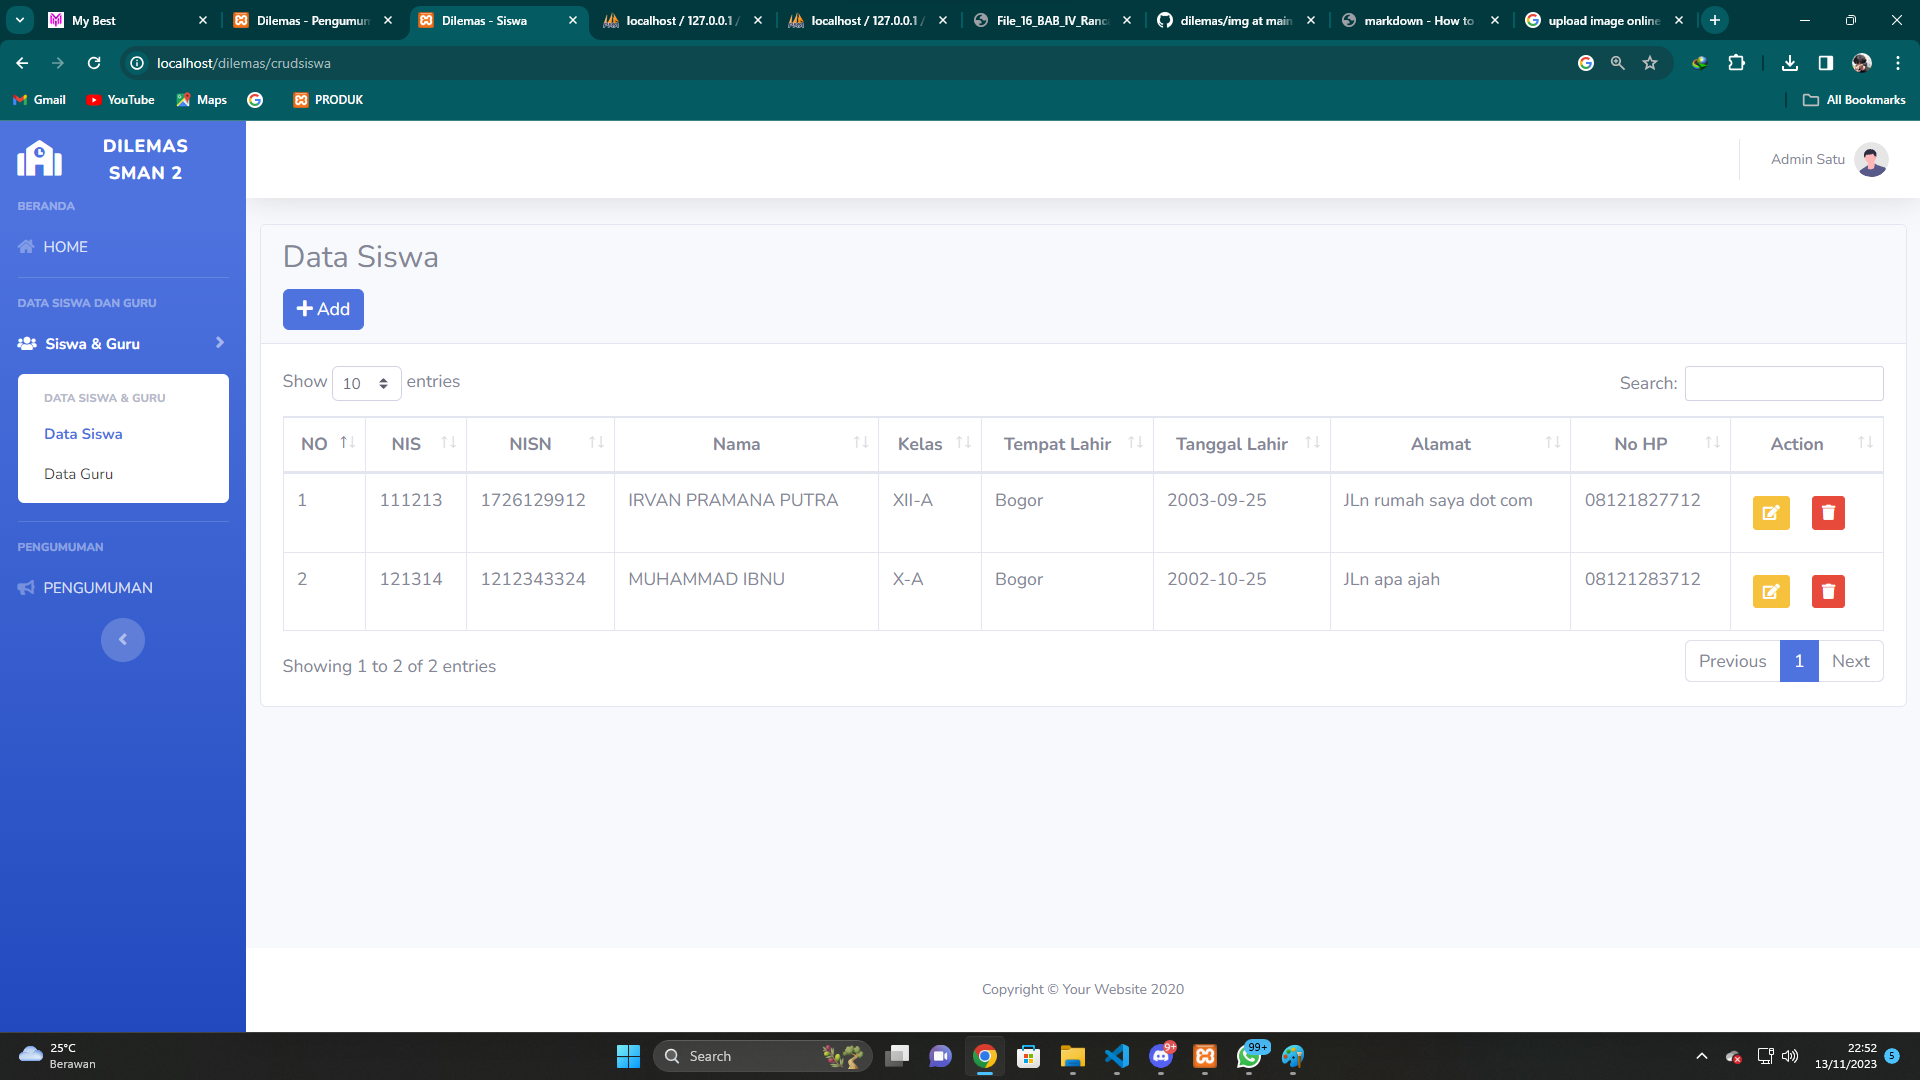 My Best
Dilemas - Pengumum
Dilemas - Siswa
localhost / 127.0.0.1 /
localhost / 127.0.0.1 /
File_16_BAB_IV_Ranca
dilemas/img at main
markdown - How to
upload image online
localhost/dilemas/crudsiswa
Gmail
YouTube
Maps
PRODUK
All Bookmarks
DILEMAS
SMAN 2
BERANDA
HOME
DATA SISWA DAN GURU
Siswa & Guru
DATA SISWA & GURU
Data Siswa
Data Guru
PENGUMUMAN
PENGUMUMAN
Admin Satu
Data Siswa
Add
Show 10 entries
Search:
NO NIS NISN Nama Kelas Tempat Lahir Tanggal Lahir Alamat No HP Action
1 111213 1726129912 IRVAN PRAMANA PUTRA XII-A Bogor 2003-09-25 JLn rumah saya dot com 08121827712
2 121314 1212343324 MUHAMMAD IBNU X-A Bogor 2002-10-25 JLn apa ajah 08121283712
Showing 1 to 2 of 2 entries
Previous 1 Next
Copyright © Your Website 2020
25°C
Berawan
Search
9+
99+
22:52
13/11/2023
5